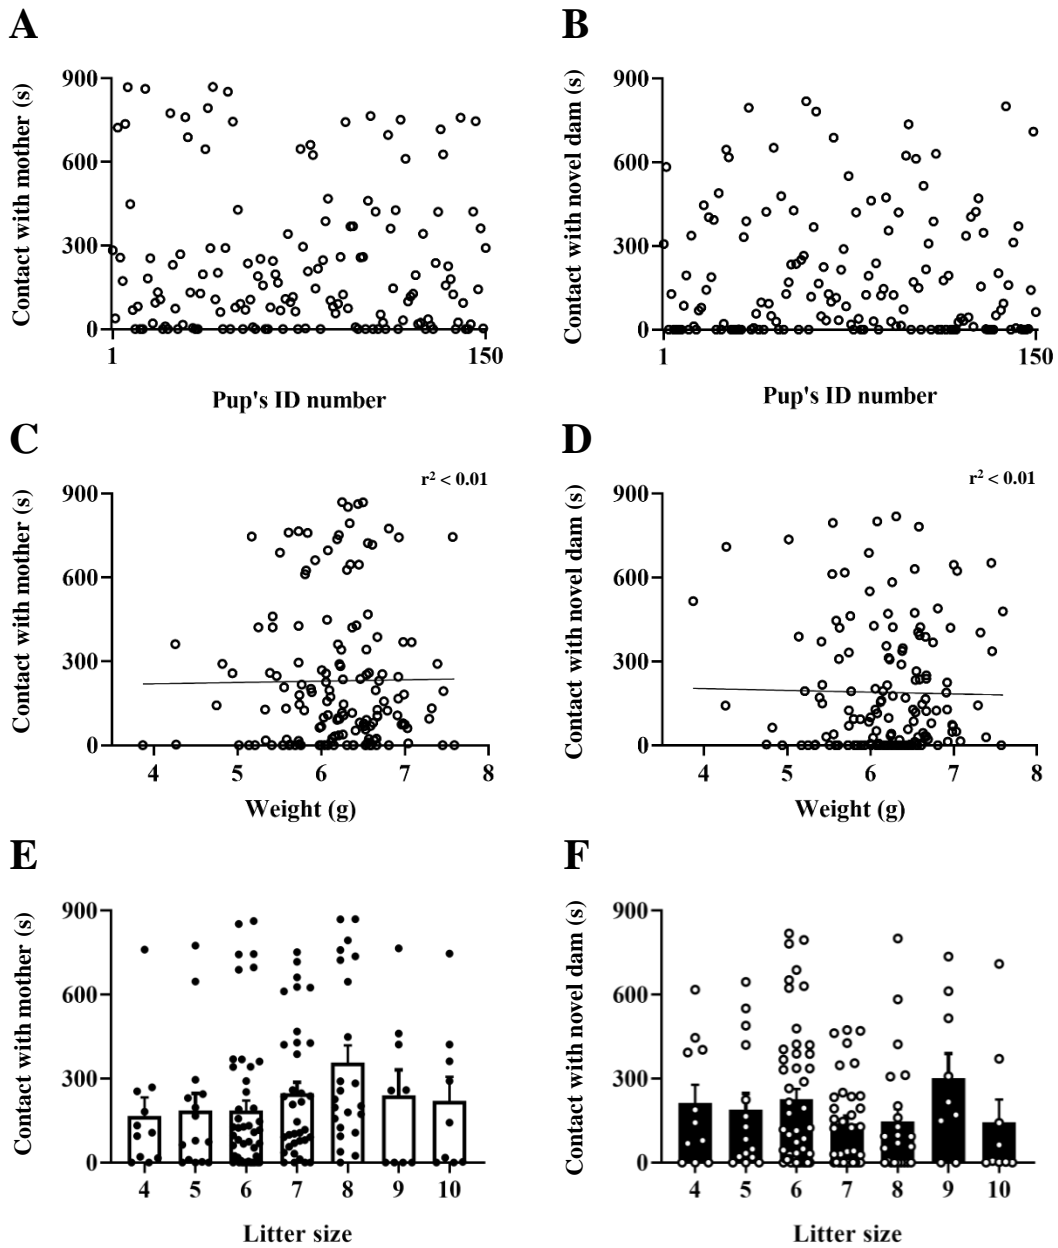 A
Contact with mother (s)
900
600
300
0
1
150
Pup's ID number
B
Contact with novel dam (s)
900
600
300
0
1
150
Pup's ID number
C
r² < 0.01
Contact with mother (s)
900
600
300
0
4 5 6 7 8
Weight (g)
D
r² < 0.01
Contact with novel dam (s)
900
600
300
0
4 5 6 7 8
Weight (g)
E
Contact with mother (s)
900
600
300
0
4 5 6 7 8 9 10
Litter size
F
Contact with novel dam (s)
900
600
300
0
4 5 6 7 8 9 10
Litter size